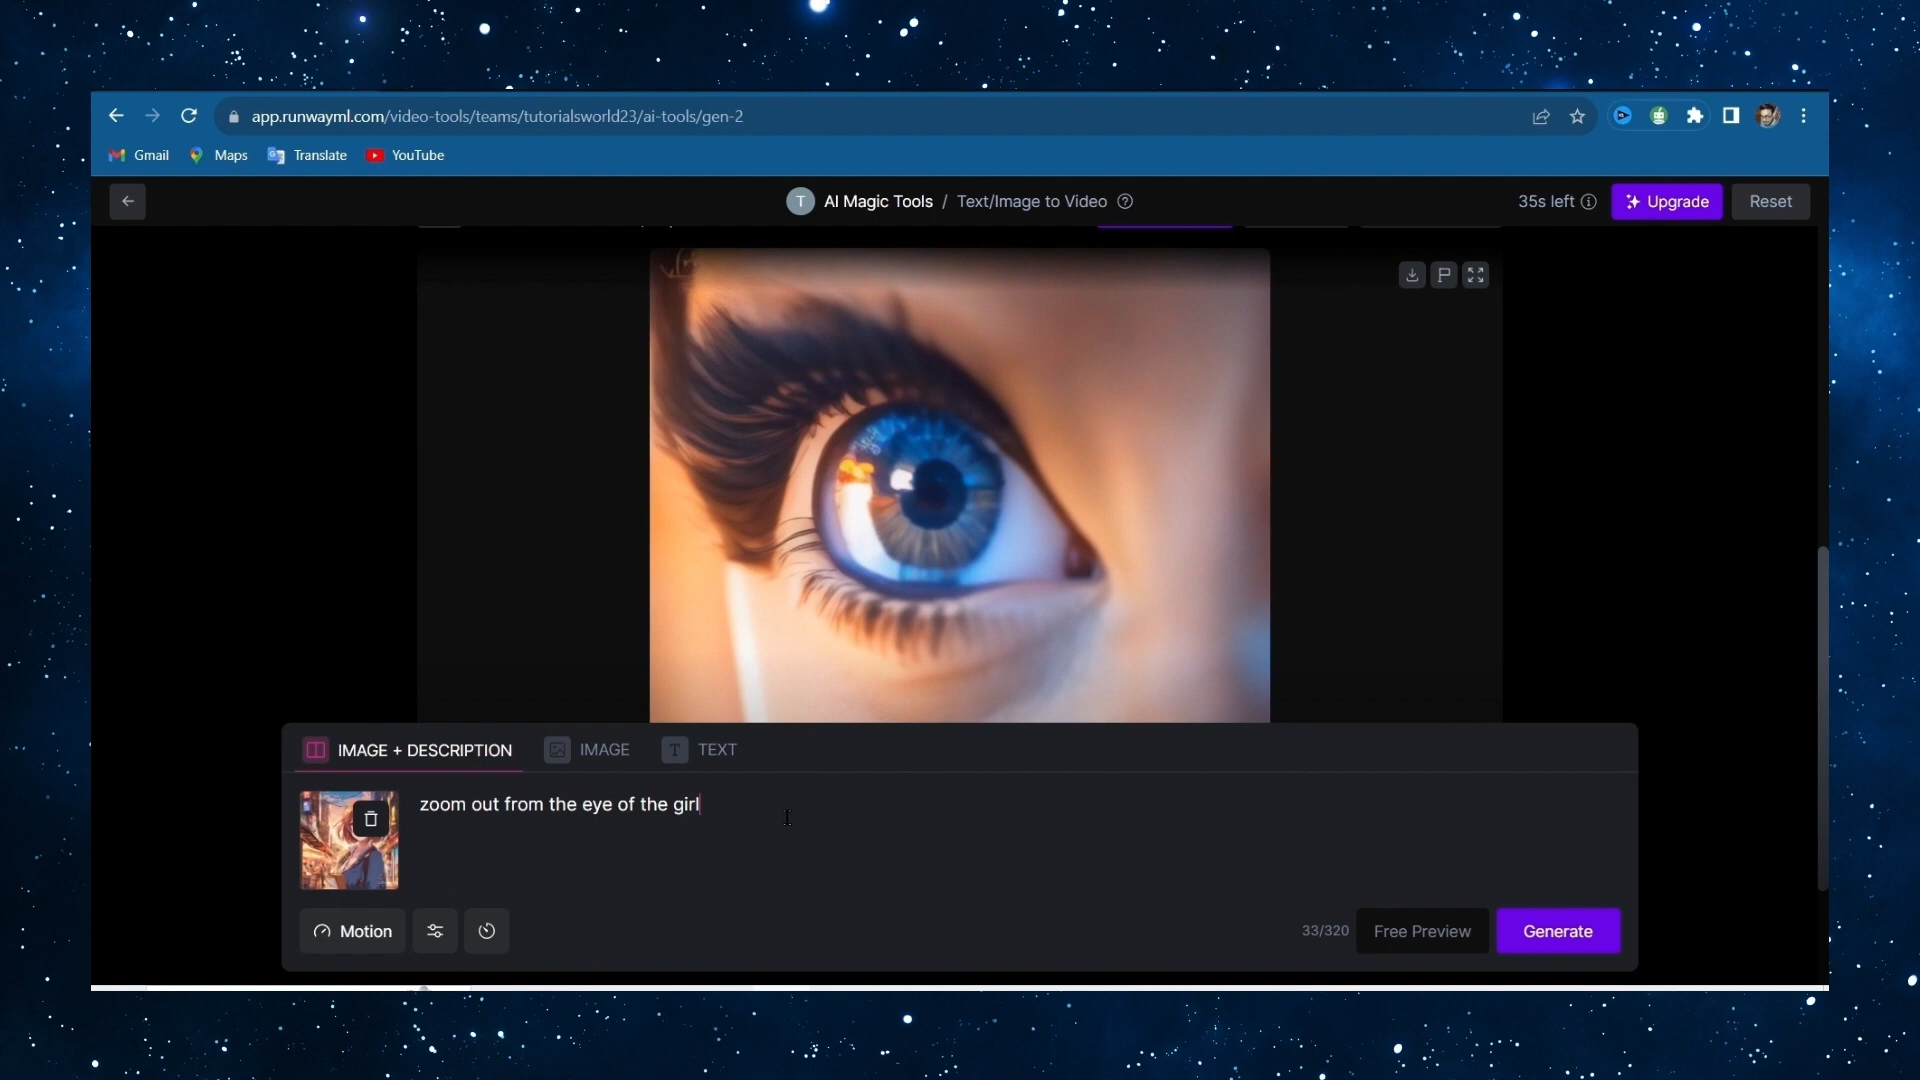 app.runwayml.com/video-tools/teams/tutorialsworld23/ai-tools/gen-2
Gmail Maps Translate YouTube
T AI Magic Tools / Text/Image to Video ? 35s left Upgrade Reset
IMAGE + DESCRIPTION IMAGE T TEXT
zoom out from the eye of the girl
Motion 33/320 Free Preview Generate